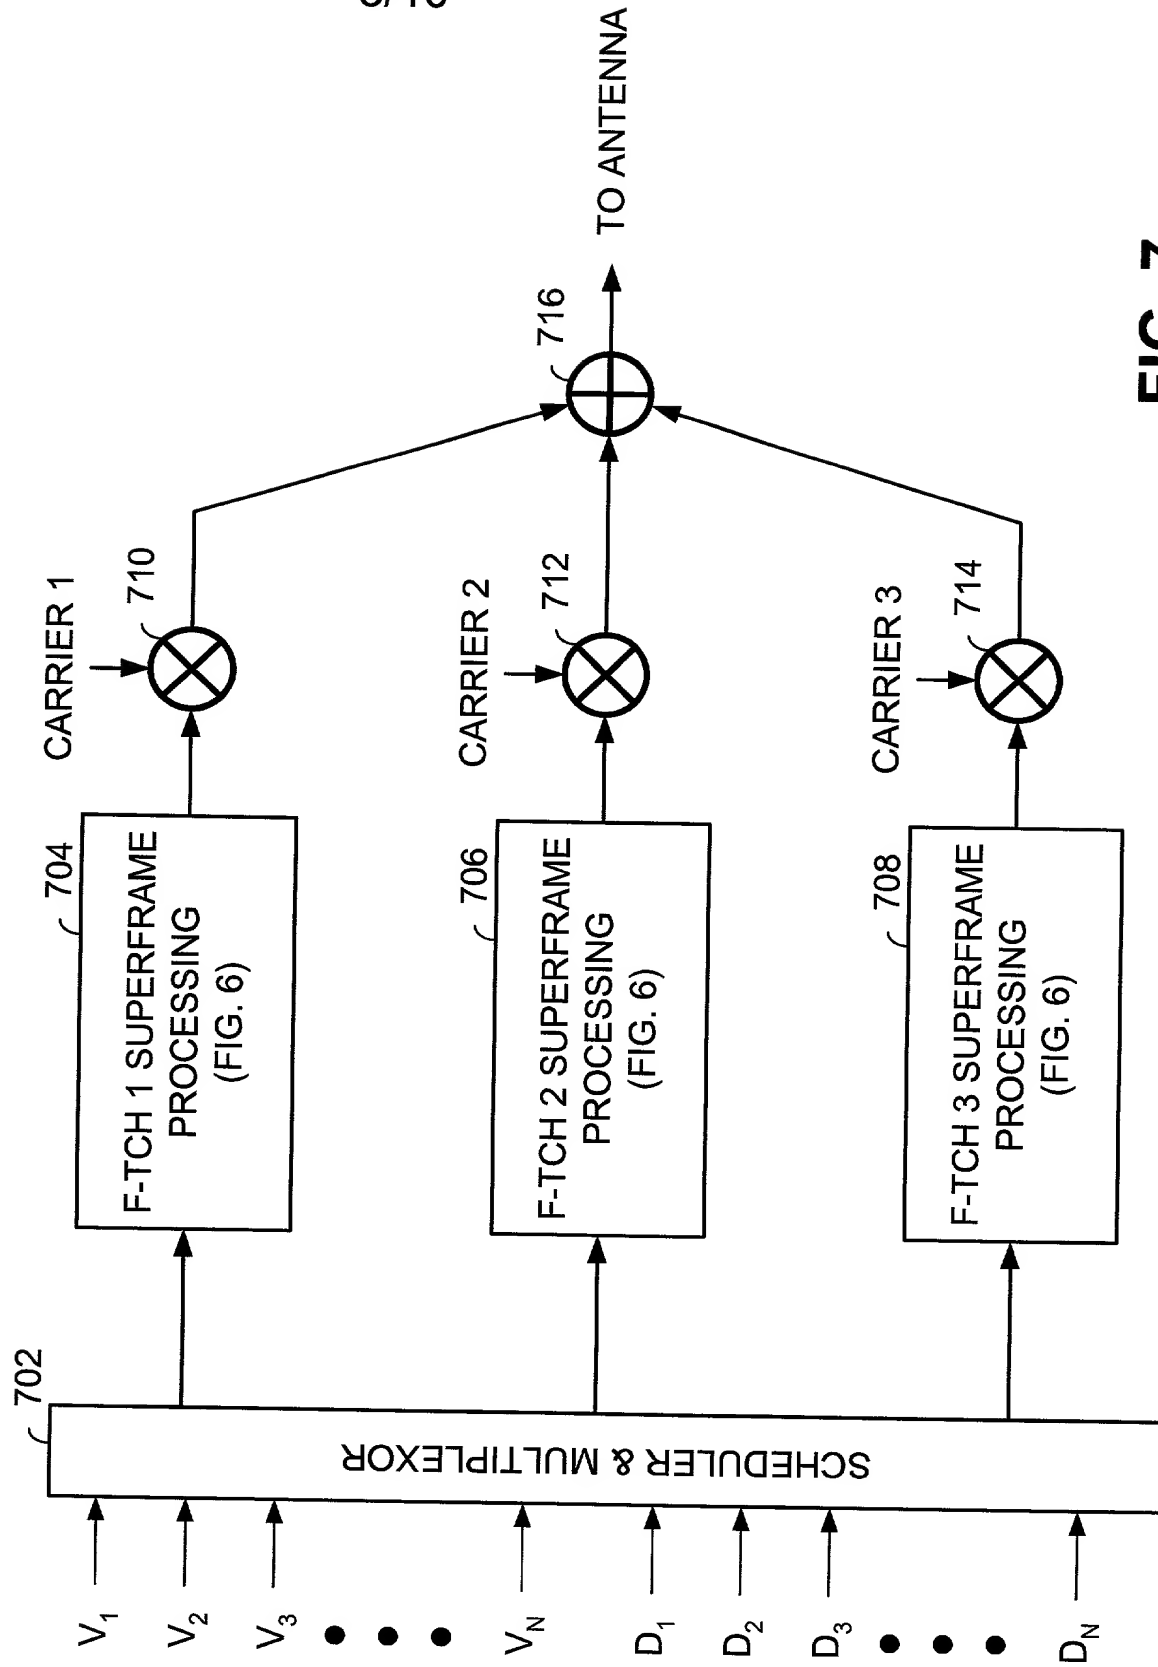 TO ANTENNA
716
CARRIER 1
710
CARRIER 2
712
CARRIER 3
714
704
F-TCH 1 SUPERFRAME
PROCESSING
(FIG. 6)
706
F-TCH 2 SUPERFRAME
PROCESSING
(FIG. 6)
708
F-TCH 3 SUPERFRAME
PROCESSING
(FIG. 6)
702
SCHEDULER & MULTIPLEXOR
V1
V2
V3
VN
D1
D2
D3
DN
FIG. 7